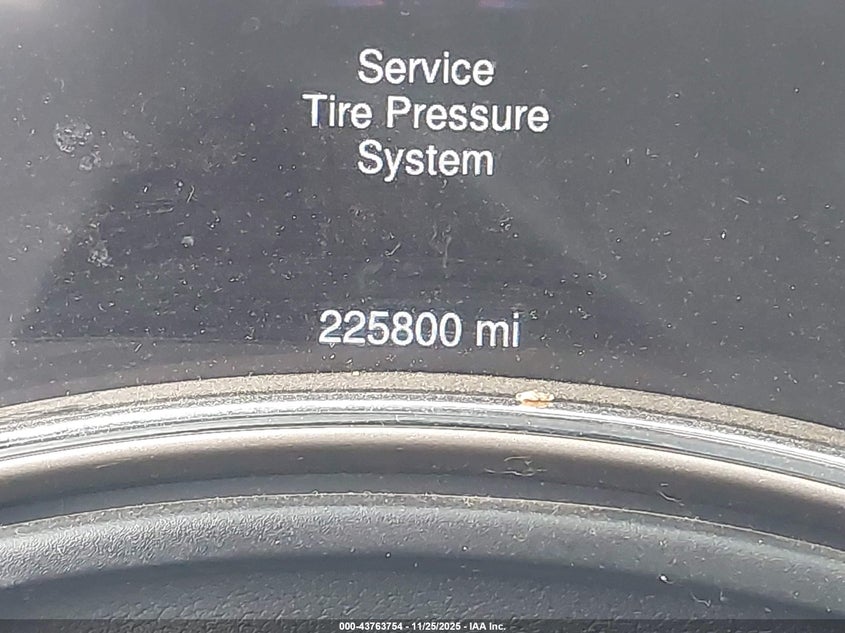 Service
Tire Pressure
System
225800 mi
000-43763754 - 11/25/2025 - IAA Inc.